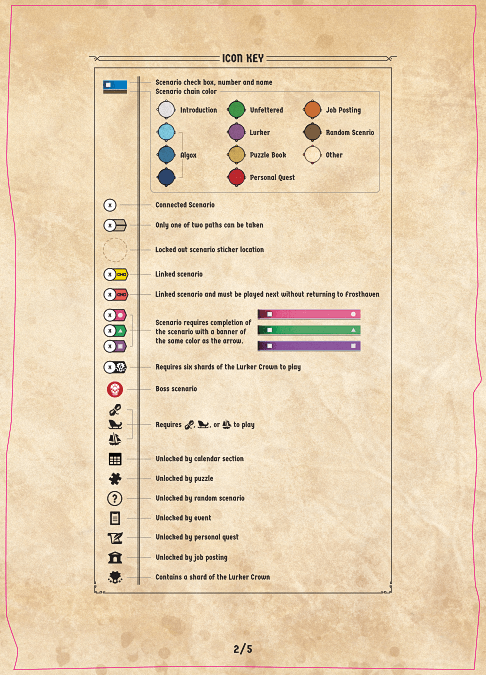 ICON KEY
Scenario check box, number and name
Scenario chain color
Introduction
Unfettered
Job Posting
Lurker
Random Scenrio
Algox
Puzzle Book
Other
Personal Quest
x Connected Scenario
x Only one of two paths can be taken
Locked out scenario sticker location
x Linked scenario
x Linked scenario and must be played next without returning to Frosthaven
x
x
x
Scenario requires completion of
the scenario with a banner of
the same color as the arrow.
x Requires six shards of the Lurker Crown to play
Boss scenario
Requires , , or to play
Unlocked by calendar section
Unlocked by puzzle
? Unlocked by random scenario
Unlocked by event
Unlocked by personal quest
Unlocked by job posting
Contains a shard of the Lurker Crown
2/5